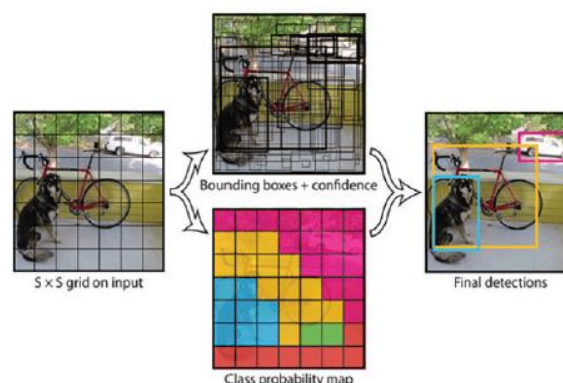 Bounding boxes + confidence
S × S grid on input
Final detections
Class probability map